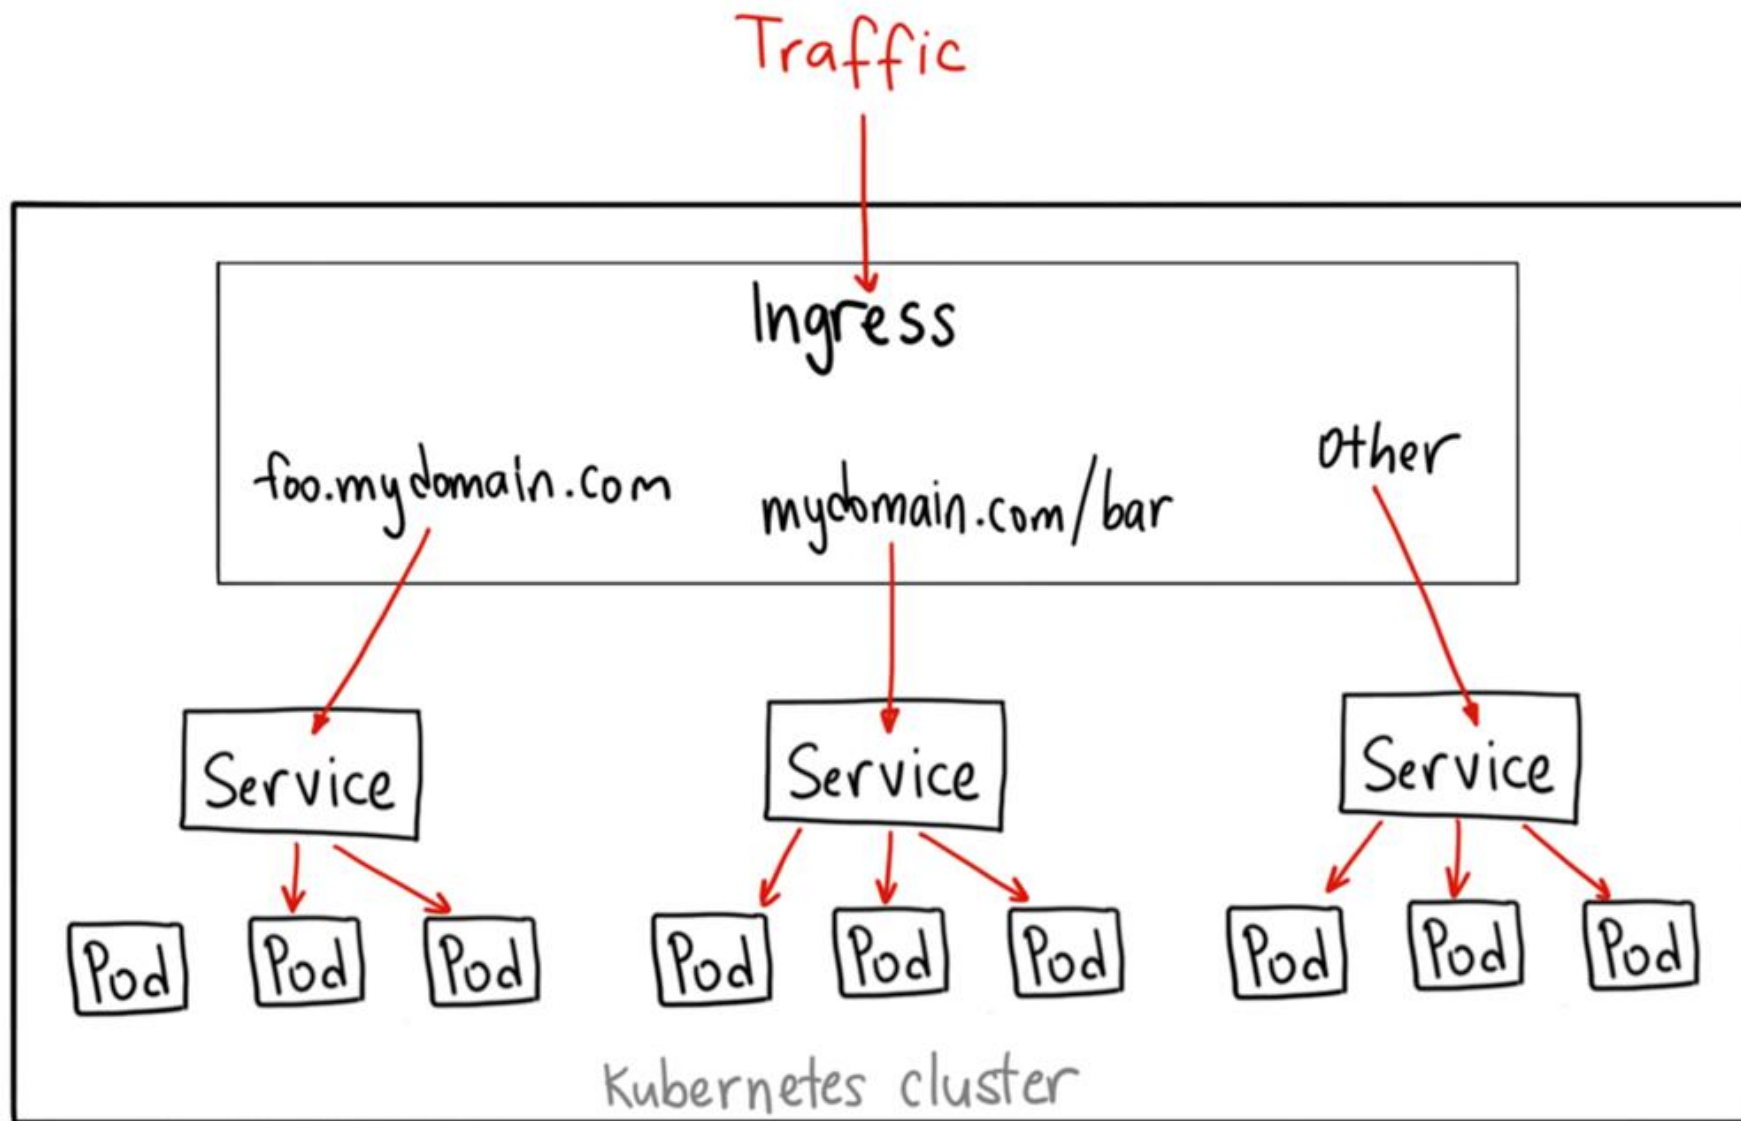 Traffic
Ingress
foo.mydomain.com
mydomain.com/bar
other
Service
Service
Service
Pod
Pod
Pod
Pod
Pod
Pod
Pod
Pod
Pod
Kubernetes cluster